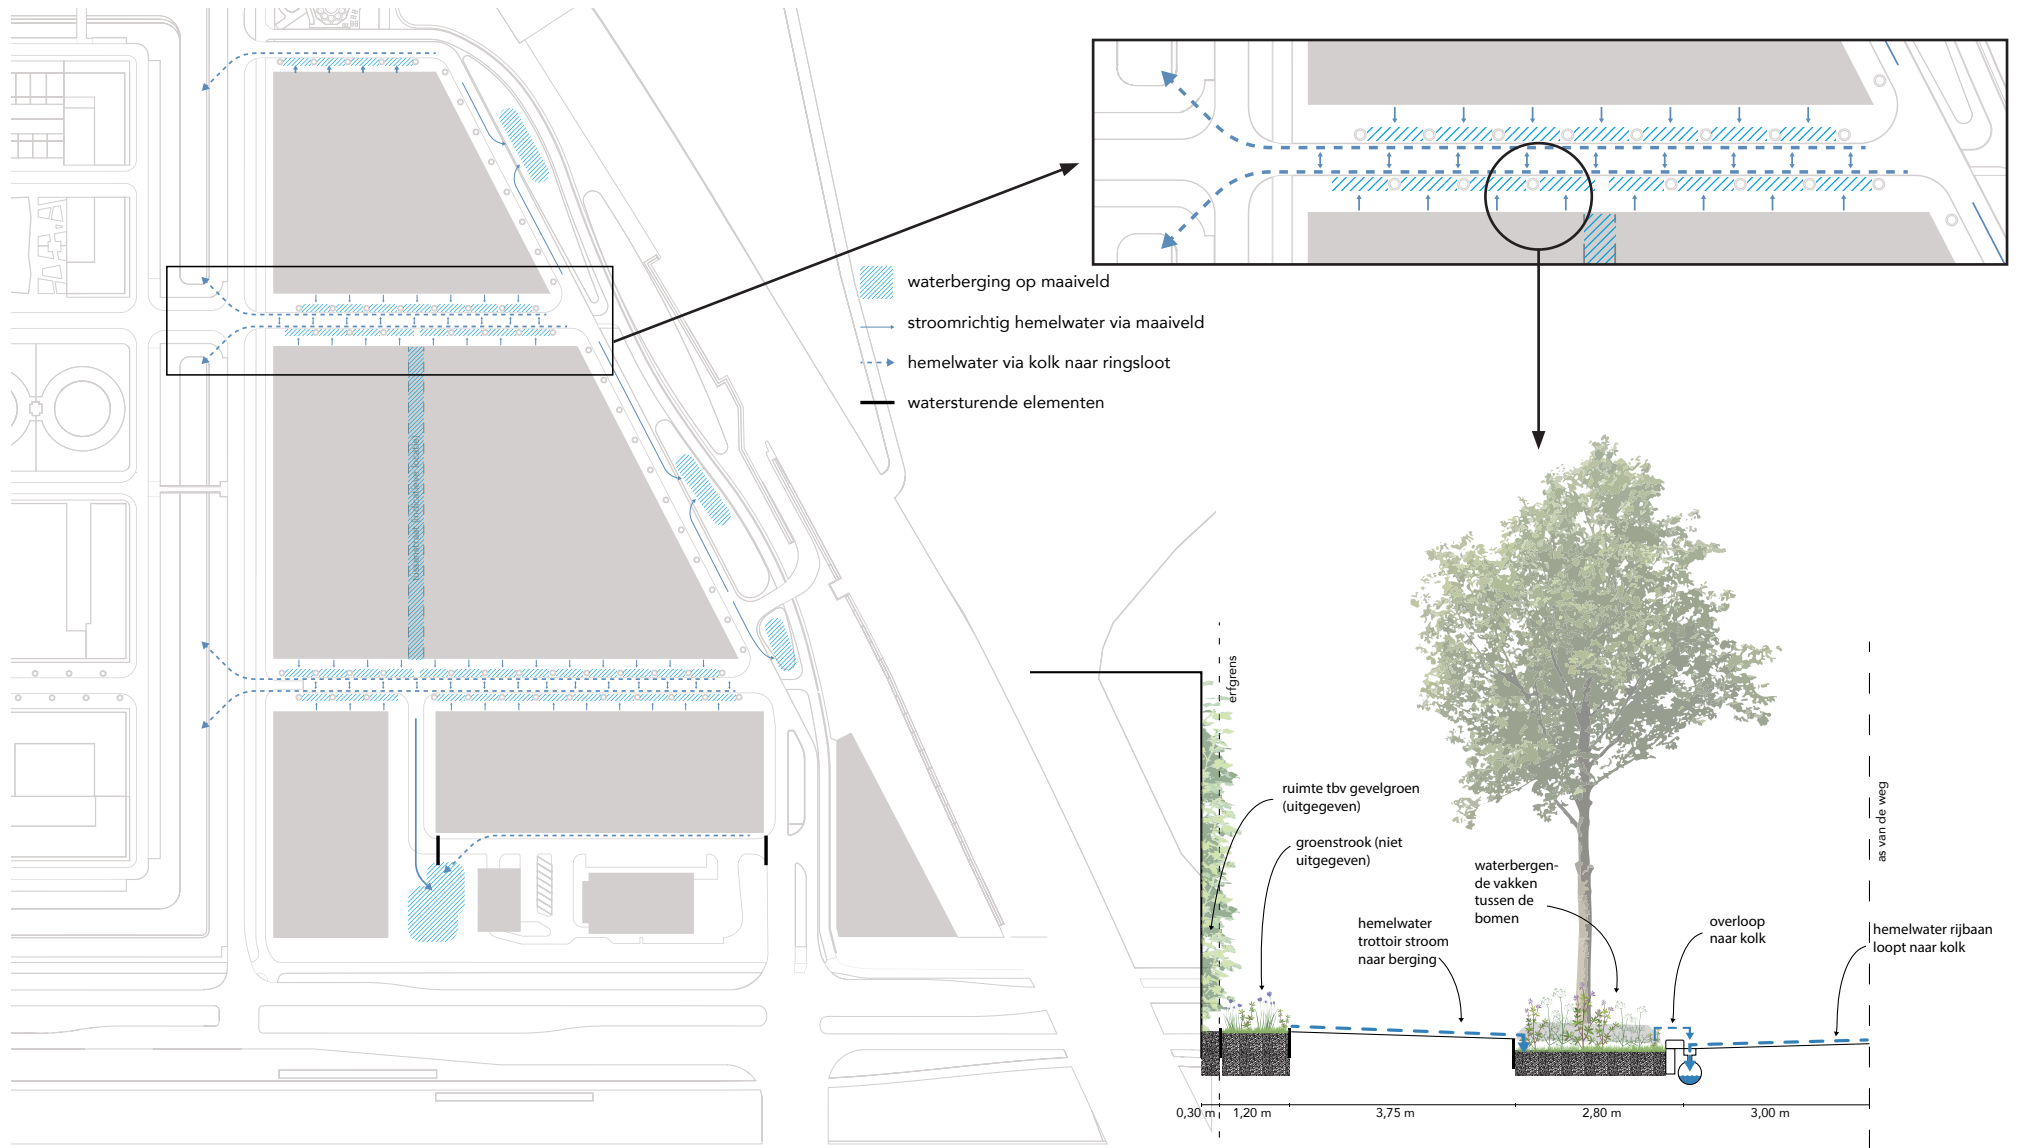 waterberging op maaiveld
stroomrichtig hemelwater via maaiveld
hemelwater via kolk naar ringsloot
watersturende elementen
erfgrens
as van de weg
ruimte tbv gevelgroen
(uitgegeven)
groenstrook (niet
uitgegeven)
waterbergen-
de vakken
tussen de
bomen
hemelwater
trottoir stroom
naar berging
overloop
naar kolk
hemelwater rijbaan
loopt naar kolk
0,30 m
1,20 m
3,75 m
2,80 m
3,00 m